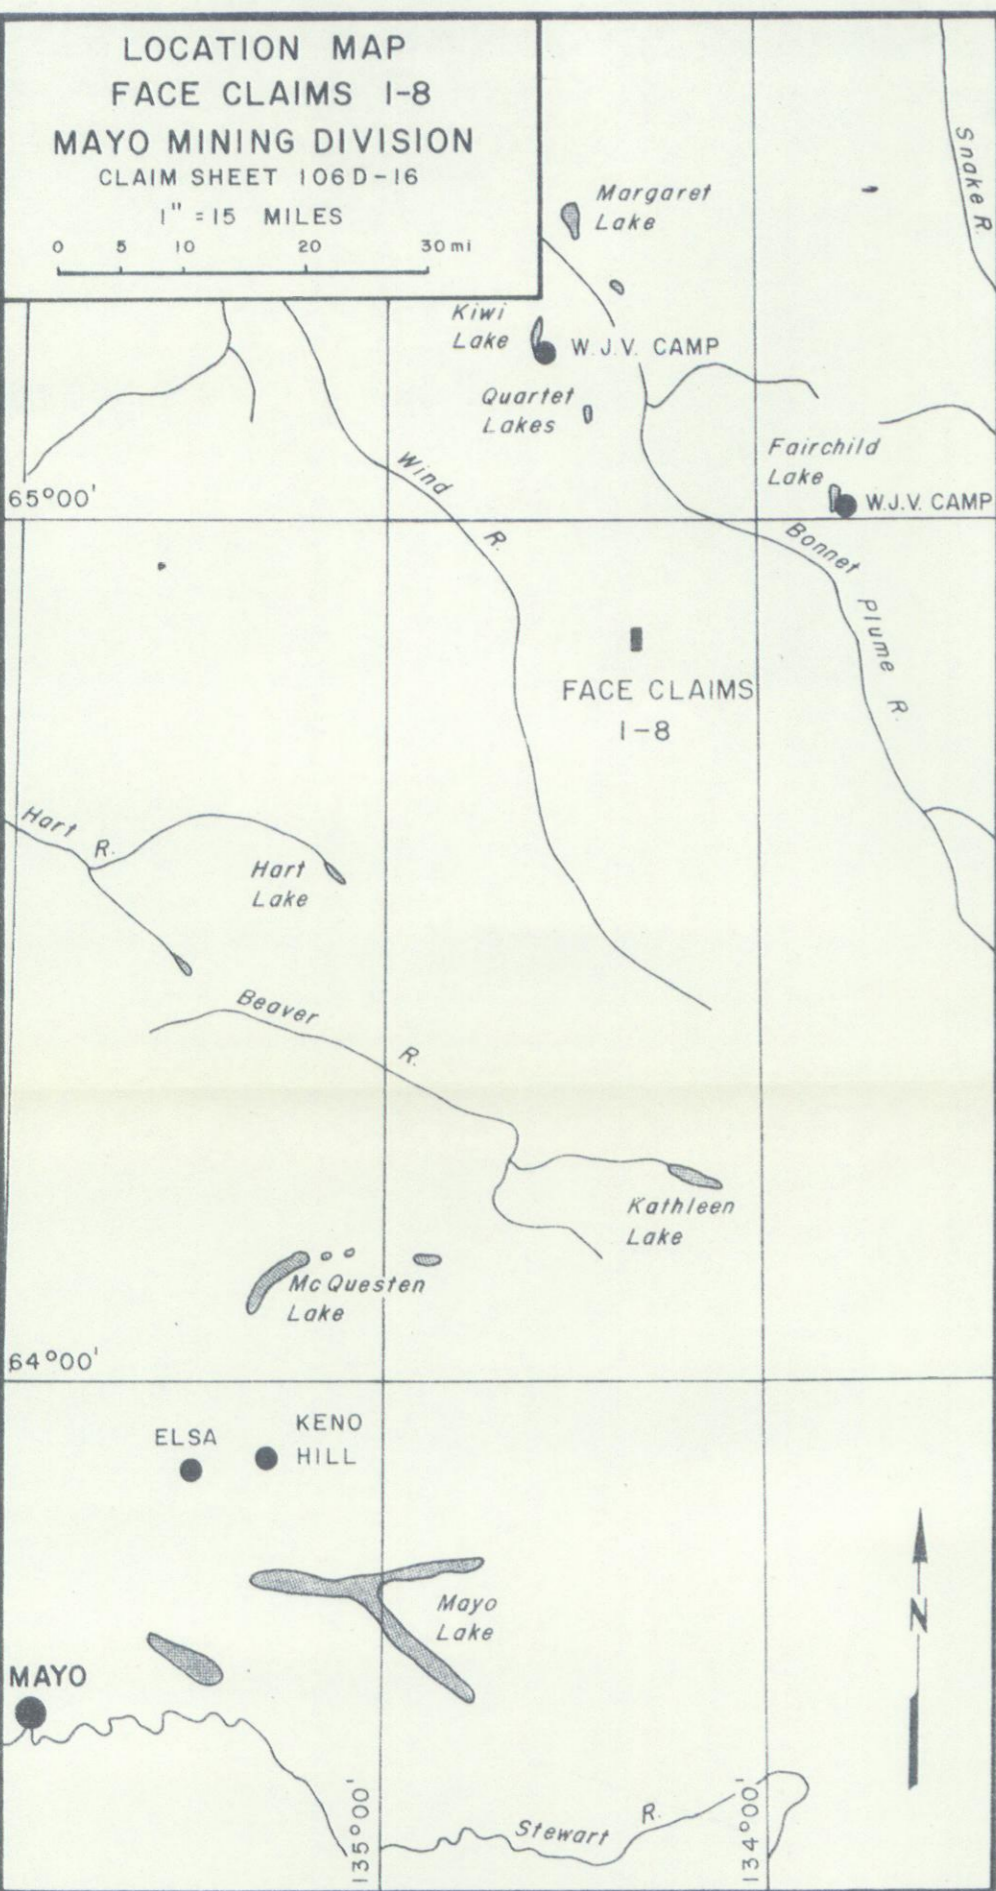 LOCATION MAP
FACE CLAIMS 1-8
MAYO MINING DIVISION
CLAIM SHEET 106D-16
1" = 15 MILES
0 5 10 20 30 mi
Snake R.
Margaret
Lake
Kiwi
Lake
W.J.V. CAMP
Quartet
Lakes
Fairchild
Lake
W.J.V. CAMP
Wind R.
65°00'
Bonnet Plume R.
FACE CLAIMS
1-8
Hart R.
Hart
Lake
Beaver R.
Kathleen
Lake
McQuesten
Lake
64°00'
ELSA
KENO
HILL
Mayo
Lake
N
MAYO
135°00'
134°00'
Stewart R.